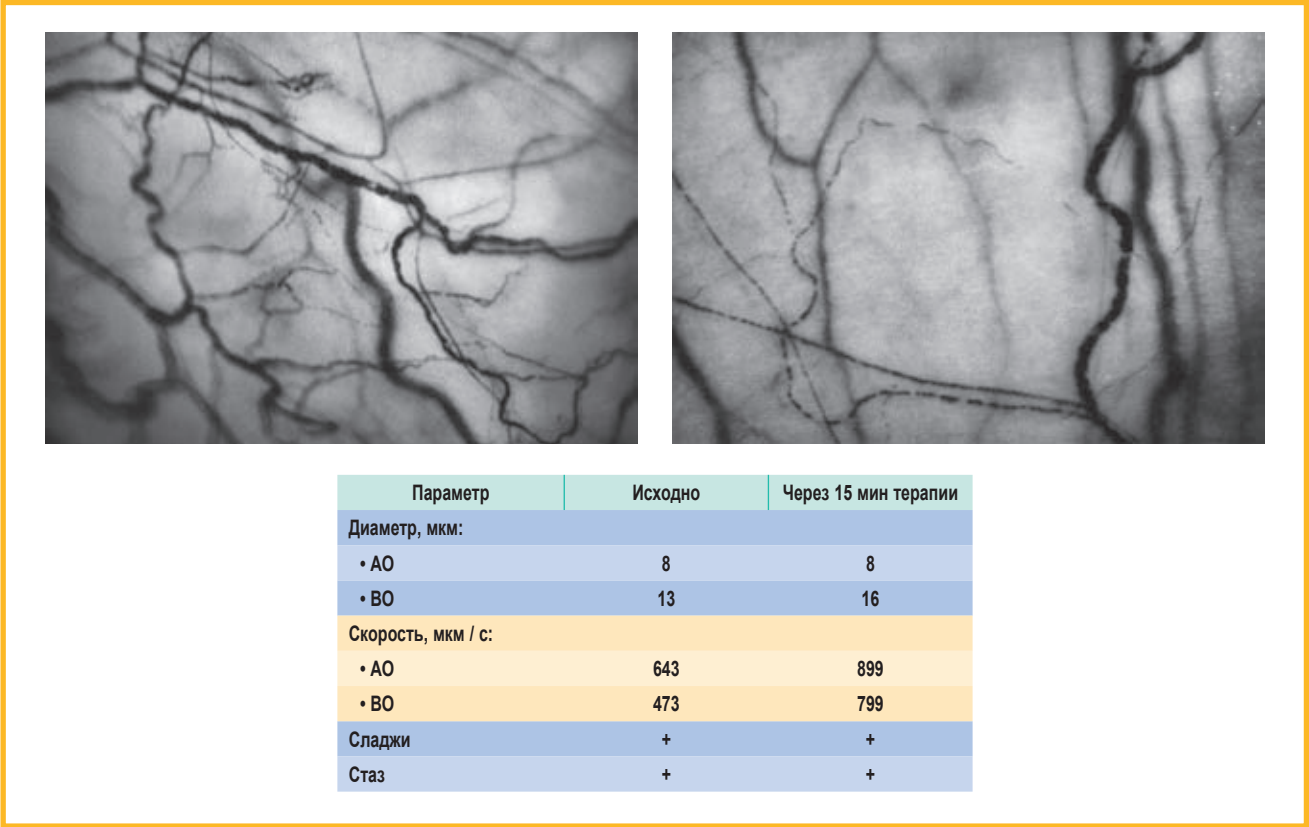 Параметр Исходно Через 15 мин терапии
Диаметр, мкм:
• АО 8 8
• ВО 13 16
Скорость, мкм / с:
• АО 643 899
• ВО 473 799
Сладжи + +
Стаз + +